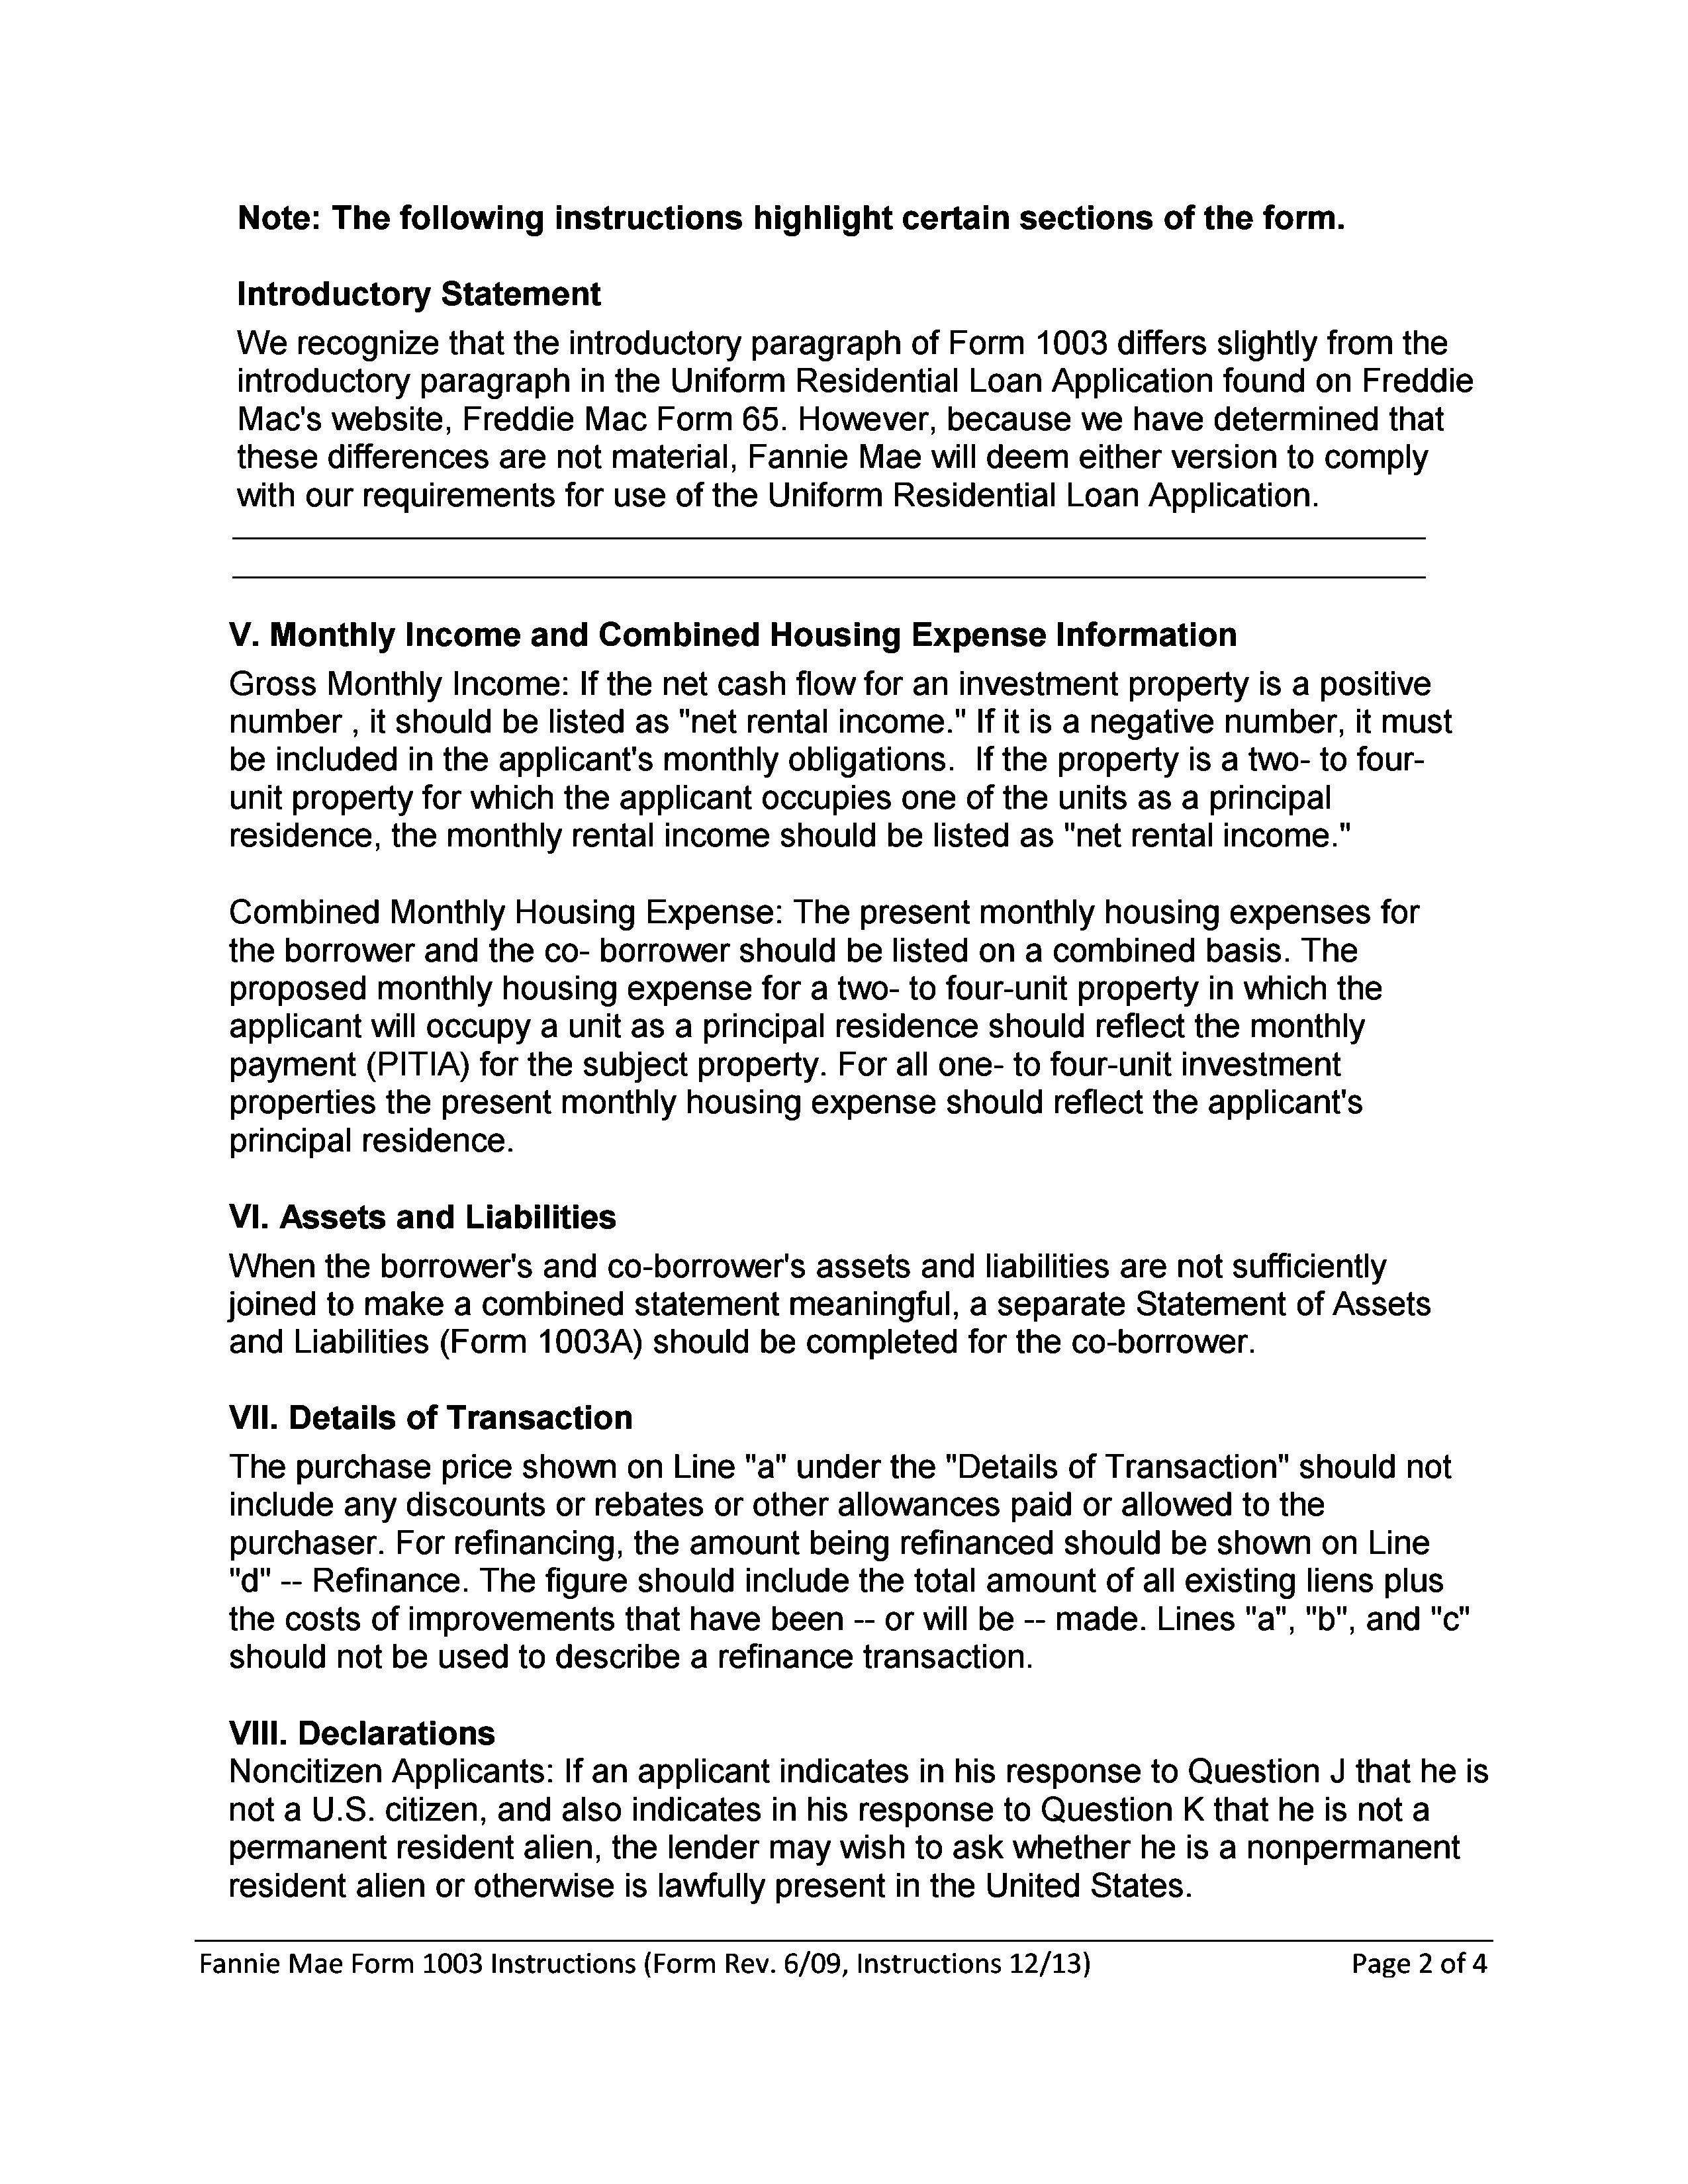 Note: The following instructions highlight certain sections of the form.
Introductory Statement
We recognize that the introductory paragraph of Form 1003 differs slightly from the
introductory paragraph in the Uniform Residential Loan Application found on Freddie
Mac's website, Freddie Mac Form 65. However, because we have determined that
these differences are not material, Fannie Mae will deem either version to comply
with our requirements for use of the Uniform Residential Loan Application.
V. Monthly Income and Combined Housing Expense Information
Gross Monthly Income: If the net cash flow for an investment property is a positive
number , it should be listed as "net rental income." If it is a negative number, it must
be included in the applicant's monthly obligations.  If the property is a two- to four-
unit property for which the applicant occupies one of the units as a principal
residence, the monthly rental income should be listed as "net rental income."
Combined Monthly Housing Expense: The present monthly housing expenses for
the borrower and the co- borrower should be listed on a combined basis. The
proposed monthly housing expense for a two- to four-unit property in which the
applicant will occupy a unit as a principal residence should reflect the monthly
payment (PITIA) for the subject property. For all one- to four-unit investment
properties the present monthly housing expense should reflect the applicant's
principal residence.
VI. Assets and Liabilities
When the borrower's and co-borrower's assets and liabilities are not sufficiently
joined to make a combined statement meaningful, a separate Statement of Assets
and Liabilities (Form 1003A) should be completed for the co-borrower.
VII. Details of Transaction
The purchase price shown on Line "a" under the "Details of Transaction" should not
include any discounts or rebates or other allowances paid or allowed to the
purchaser. For refinancing, the amount being refinanced should be shown on Line
"d" -- Refinance. The figure should include the total amount of all existing liens plus
the costs of improvements that have been -- or will be -- made. Lines "a", "b", and "c"
should not be used to describe a refinance transaction.
VIII. Declarations
Noncitizen Applicants: If an applicant indicates in his response to Question J that he is
not a U.S. citizen, and also indicates in his response to Question K that he is not a
permanent resident alien, the lender may wish to ask whether he is a nonpermanent
resident alien or otherwise is lawfully present in the United States.
Fannie Mae Form 1003 Instructions (Form Rev. 6/09, Instructions 12/13) Page 2 of 4